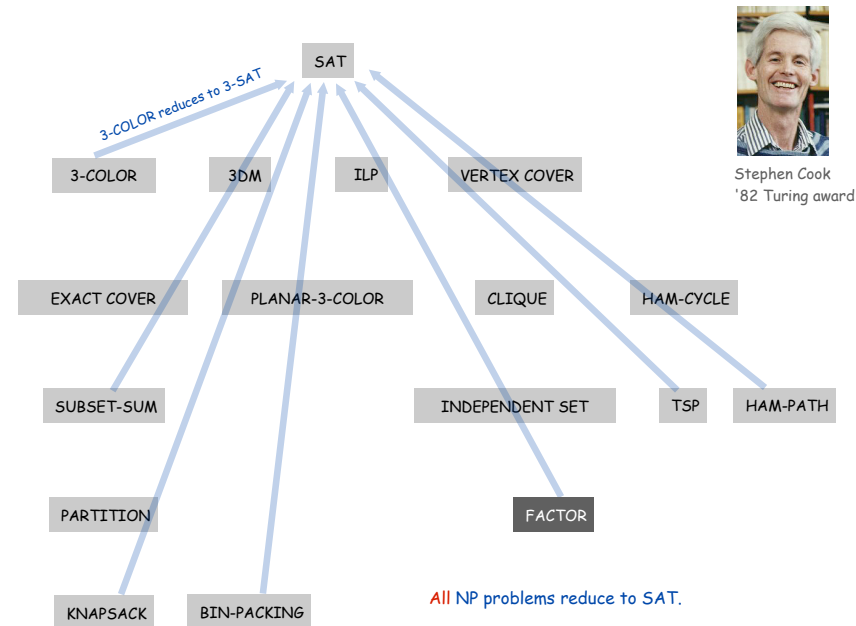 SAT
3-COLOR reduces to 3-SAT
Stephen Cook
'82 Turing award
3-COLOR
3DM
ILP
VERTEX COVER
EXACT COVER
PLANAR-3-COLOR
CLIQUE
HAM-CYCLE
SUBSET-SUM
INDEPENDENT SET
TSP
HAM-PATH
PARTITION
FACTOR
KNAPSACK
BIN-PACKING
All NP problems reduce to SAT.